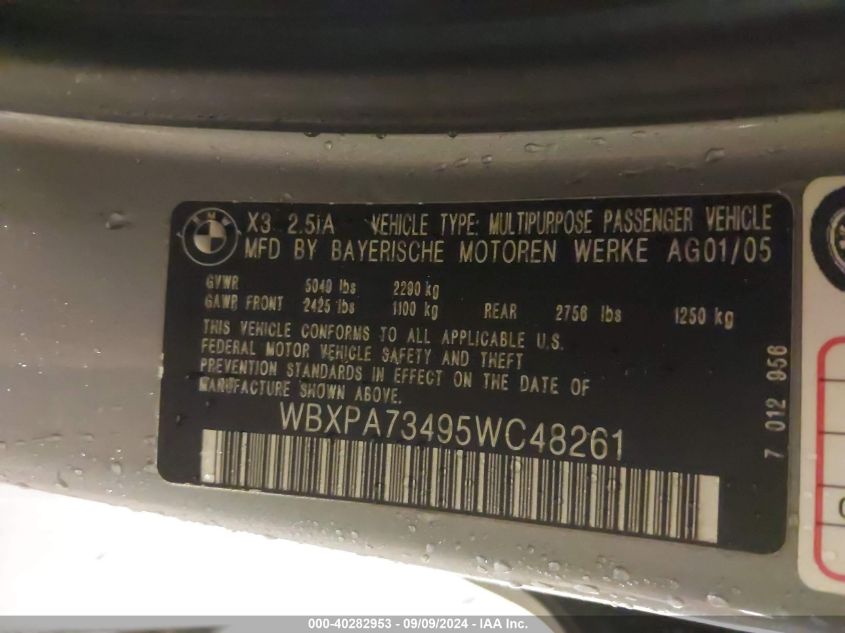 BMW
X3 2.5iA VEHICLE TYPE: MULTIPURPOSE PASSENGER VEHICLE
MFD BY BAYERISCHE MOTOREN WERKE AG01/05
GVWR 5040 lbs 2290 kg
GAWR FRONT 2425 lbs 1100 kg REAR 2756 lbs 1250 kg
THIS VEHICLE CONFORMS TO ALL APPLICABLE U.S.
FEDERAL MOTOR VEHICLE SAFETY AND THEFT
PREVENTION STANDARDS IN EFFECT ON THE DATE OF
MANUFACTURE SHOWN ABOVE.
WBXPA73495WC48261
7 012 956
000-40282953 - 09/09/2024 - IAA Inc.